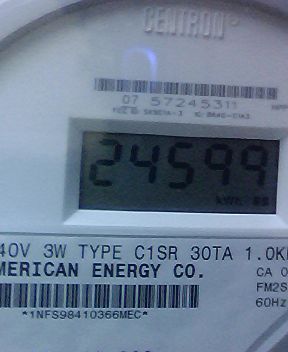 CENTRON®
07 57245311
24599
kWh
40V 3W TYPE C1SR 30TA 1.0K
MERICAN ENERGY CO.
CA 0
FM2S
60Hz
*1NFS98410366MEC*